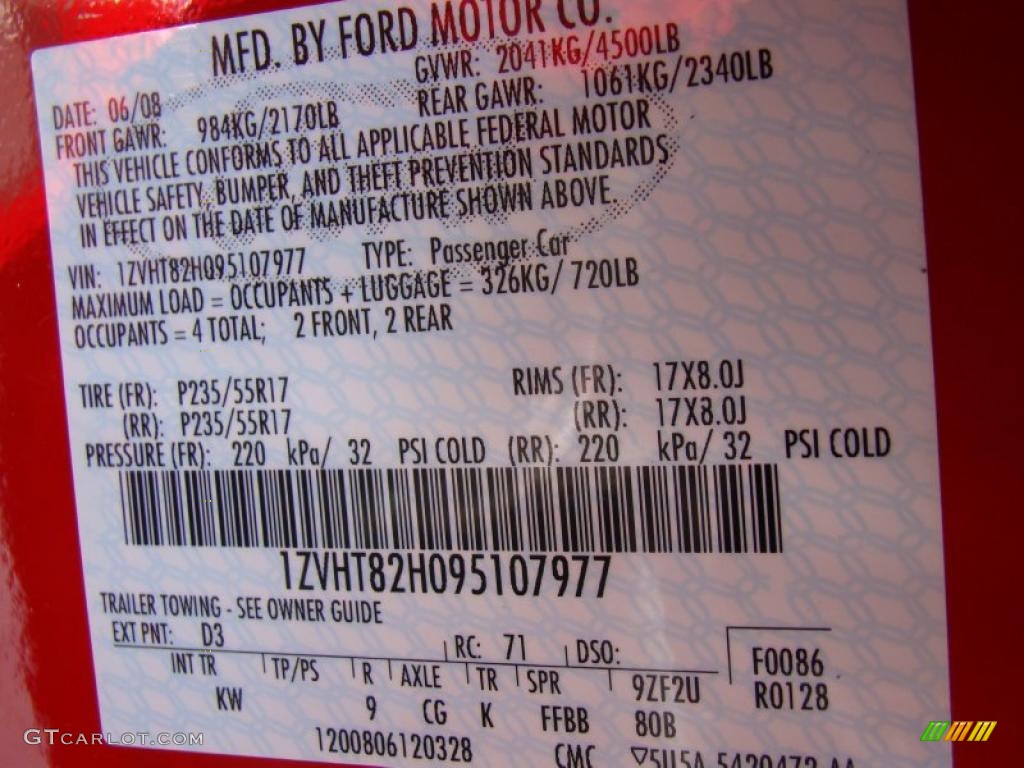 MFD. BY FORD MOTOR CO.
DATE: 06/08 GVWR: 2041KG/4500LB
FRONT GAWR: 984KG/2170LB REAR GAWR: 1061KG/2340LB
THIS VEHICLE CONFORMS TO ALL APPLICABLE FEDERAL MOTOR
VEHICLE SAFETY, BUMPER, AND THEFT PREVENTION STANDARDS
IN EFFECT ON THE DATE OF MANUFACTURE SHOWN ABOVE.
VIN: 1ZVHT82H095107977 TYPE: Passenger Car
MAXIMUM LOAD = OCCUPANTS + LUGGAGE = 326KG/ 720LB
OCCUPANTS = 4 TOTAL; 2 FRONT, 2 REAR
TIRE (FR): P235/55R17 RIMS (FR): 17X8.0J
(RR): P235/55R17 (RR): 17X8.0J
PRESSURE (FR): 220 kPa/ 32 PSI COLD (RR): 220 kPa/ 32 PSI COLD
1ZVHT82H095107977
TRAILER TOWING - SEE OWNER GUIDE
EXT PNT: D3 RC: 71 DSO: F0086
INT TR TP/PS R AXLE TR SPR 9ZF2U R0128
KW 9 CG K FFBB 80B
1200806120328 CMC ▽5U5A-5420472-AA
GTCARLOT.COM